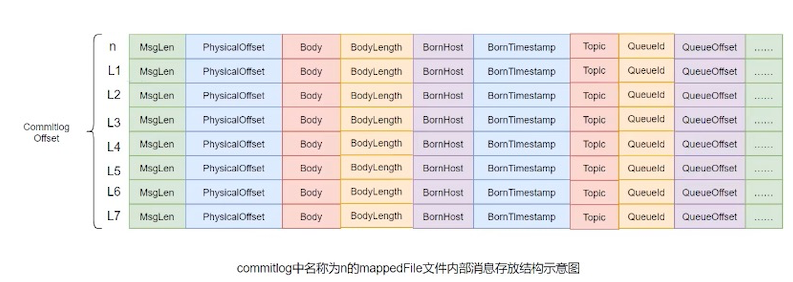 n MsgLen PhysicalOffset Body BodyLength BornHost BornTimestamp Topic QueueId QueueOffset ……
L1 MsgLen PhysicalOffset Body BodyLength BornHost BornTimestamp Topic QueueId QueueOffset ……
L2 MsgLen PhysicalOffset Body BodyLength BornHost BornTimestamp Topic QueueId QueueOffset ……
L3 MsgLen PhysicalOffset Body BodyLength BornHost BornTimestamp Topic QueueId QueueOffset ……
Commitlog
Offset
L4 MsgLen PhysicalOffset Body BodyLength BornHost BornTimestamp Topic QueueId QueueOffset ……
L5 MsgLen PhysicalOffset Body BodyLength BornHost BornTimestamp Topic QueueId QueueOffset ……
L6 MsgLen PhysicalOffset Body BodyLength BornHost BornTimestamp Topic QueueId QueueOffset ……
L7 MsgLen PhysicalOffset Body BodyLength BornHost BornTimestamp Topic QueueId QueueOffset ……
commitlog中名称为n的mappedFile文件内部消息存放结构示意图